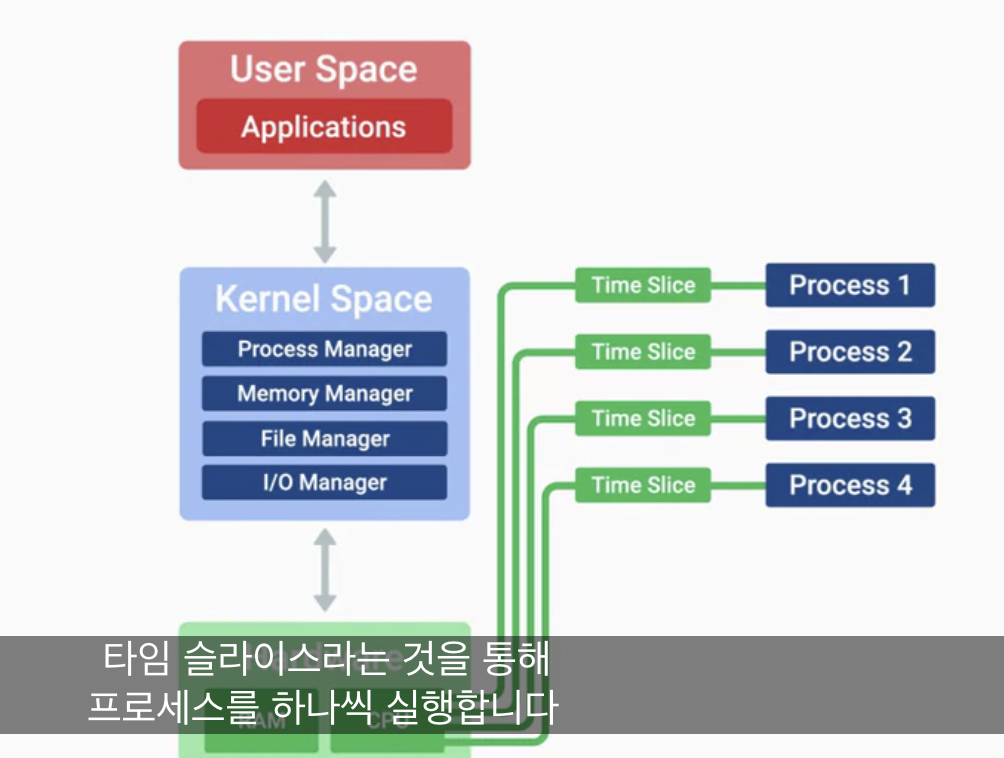 User Space
Applications
Kernel Space
Process Manager
Memory Manager
File Manager
I/O Manager
Time Slice
Process 1
Time Slice
Process 2
Time Slice
Process 3
Time Slice
Process 4
Hardware
타임 슬라이스라는 것을 통해
프로세스를 하나씩 실행합니다
RAM
CPU